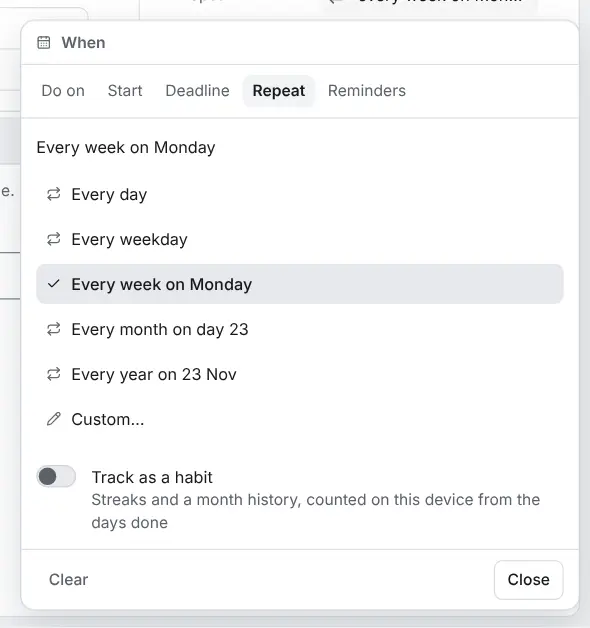 When
Do on Start Deadline Repeat Reminders
Every week on Monday
Every day
Every weekday
Every week on Monday
Every month on day 23
Every year on 23 Nov
Custom...
Track as a habit
Streaks and a month history, counted on this device from the
days done
Clear Close
e.